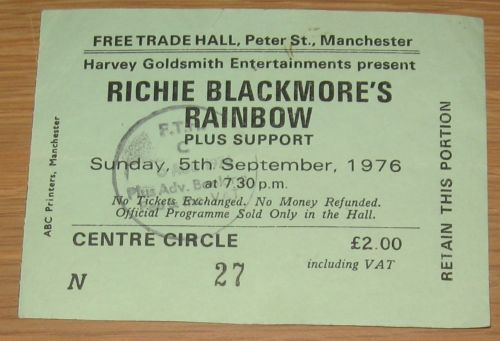 FREE TRADE HALL, Peter St., Manchester
Harvey Goldsmith Entertainments present
RICHIE BLACKMORE'S
RAINBOW
PLUS SUPPORT
Sunday, 5th September, 1976
at 7.30 p.m.
No Tickets Exchanged. No Money Refunded.
Official Programme Sold Only in the Hall.
CENTRE CIRCLE £2.00
including VAT
N 27
ABC Printers, Manchester
RETAIN THIS PORTION
F.T.H.
C
Plus Adv.